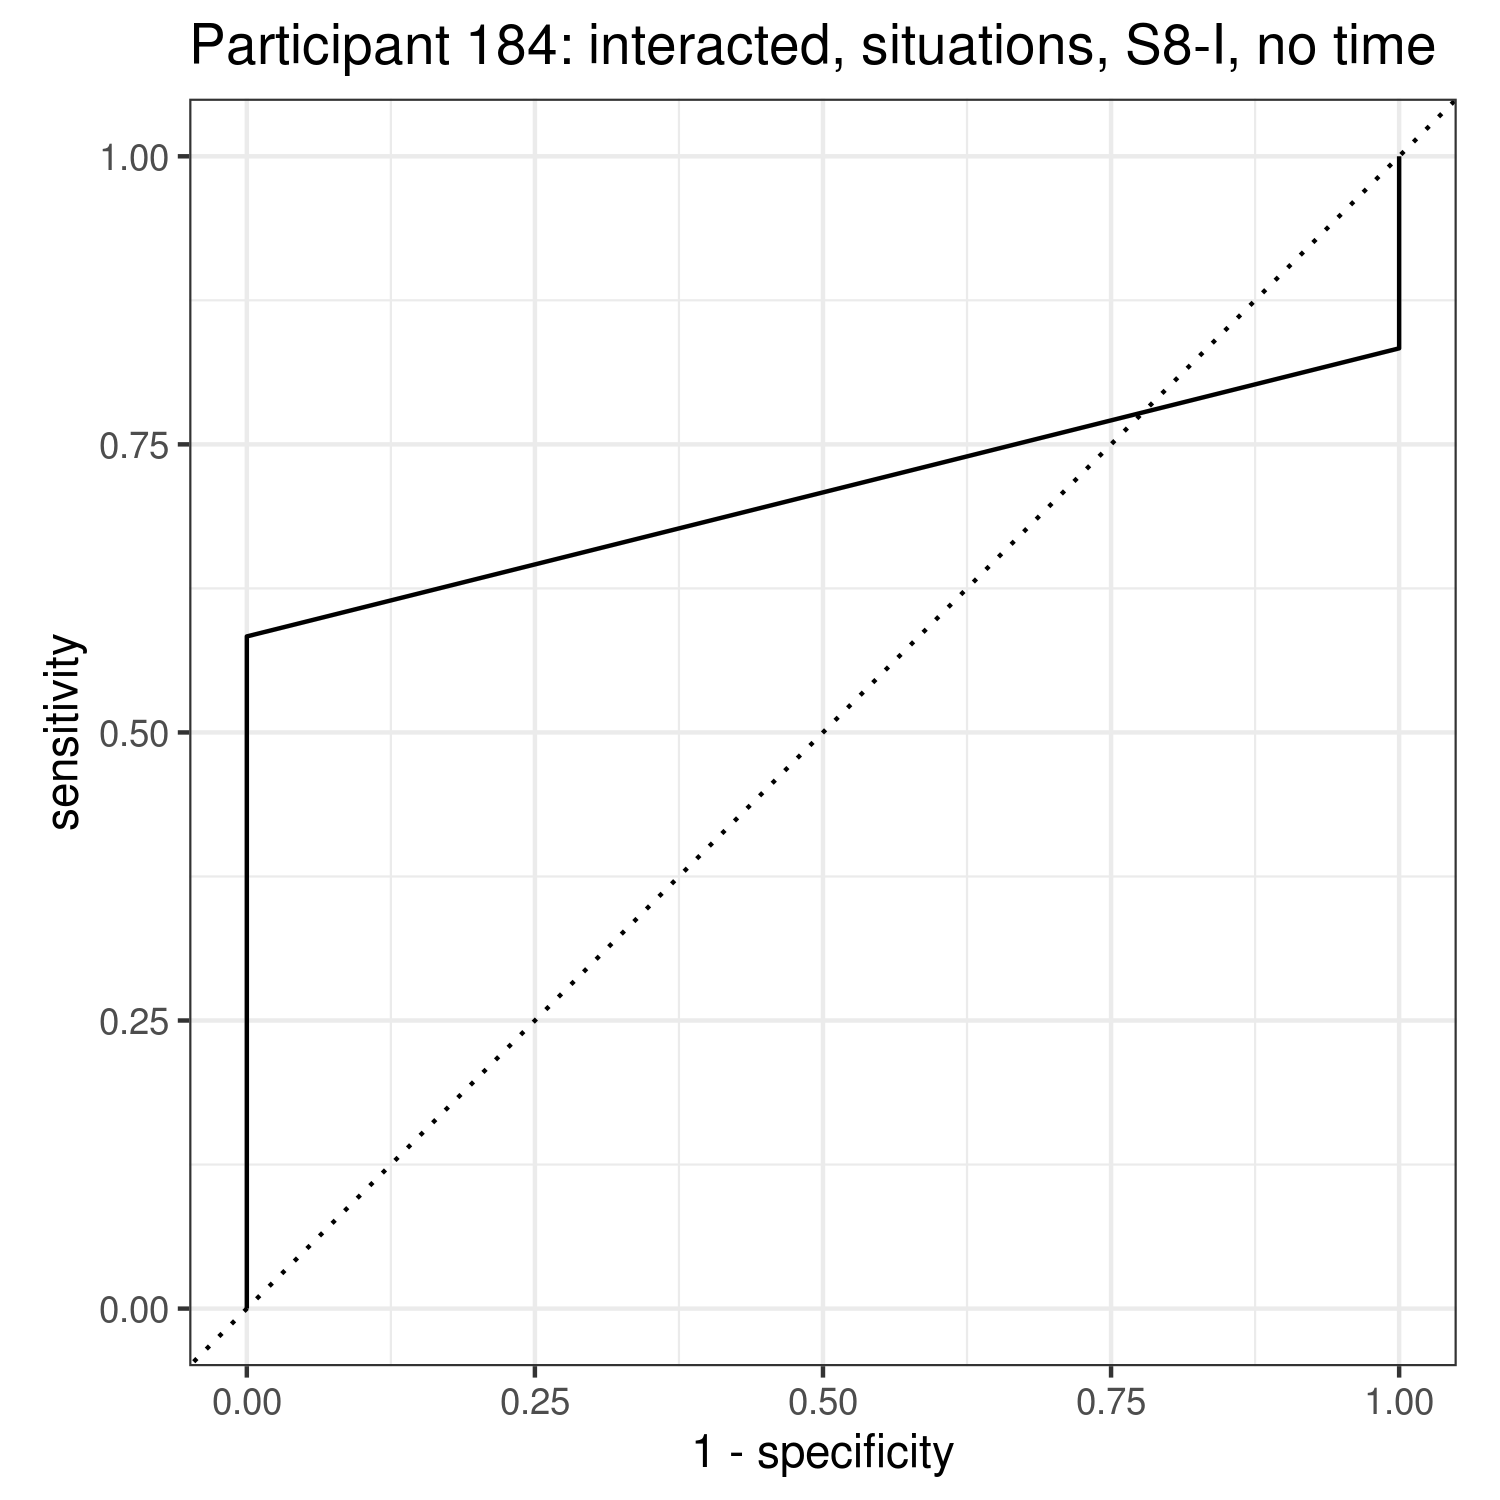 Participant 184: interacted, situations, S8-I, no time
1.00
0.75
0.50
0.25
0.00
sensitivity
0.00 0.25 0.50 0.75 1.00
1 - specificity